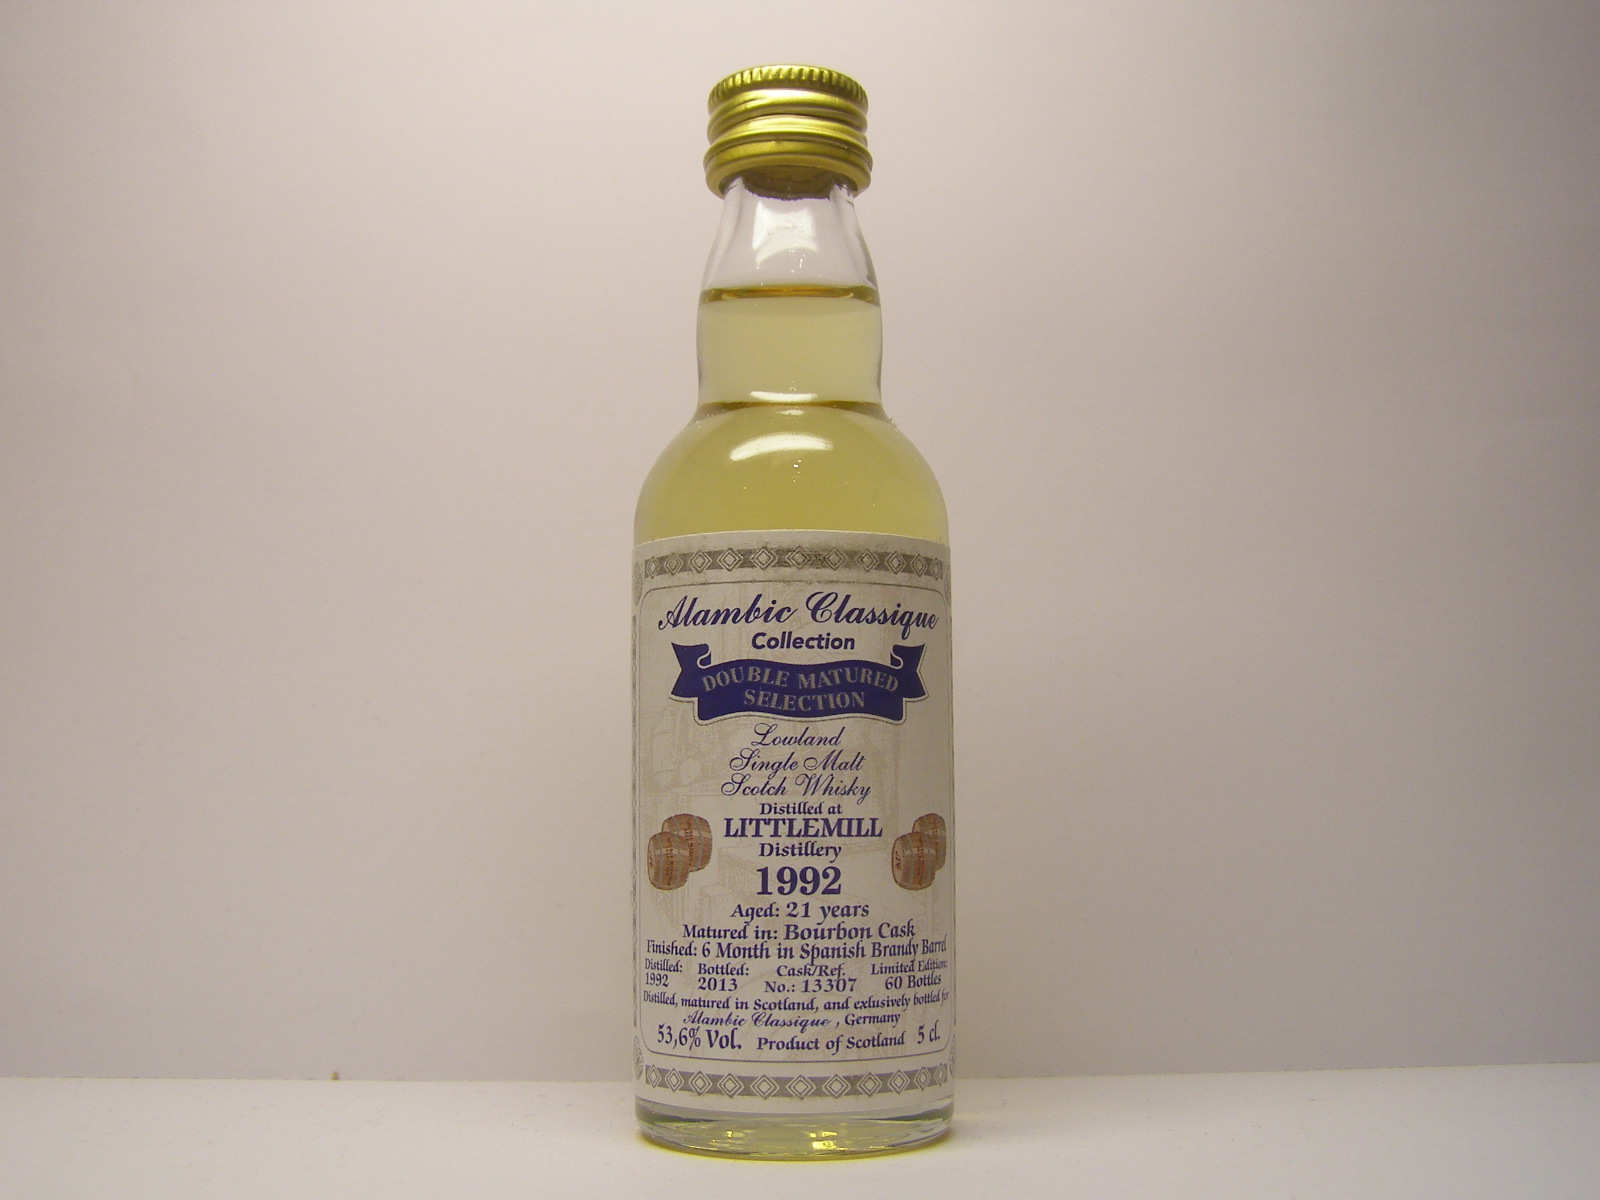 Alambic Classique
Collection
DOUBLE MATURED
SELECTION
Lowland
Single Malt
Scotch Whisky
Distilled at
LITTLEMILL
Distillery
1992
Aged: 21 years
Matured in: Bourbon Cask
Finished: 6 Month in Spanish Brandy Barrel
Distilled: Bottled: Cask/Ref. Limited Edition:
1992 2013 No.: 13307 60 Bottles
Distilled, matured in Scotland, and exlusively bottled for
Alambic Classique , Germany
53,6% Vol. Product of Scotland 5 cl.